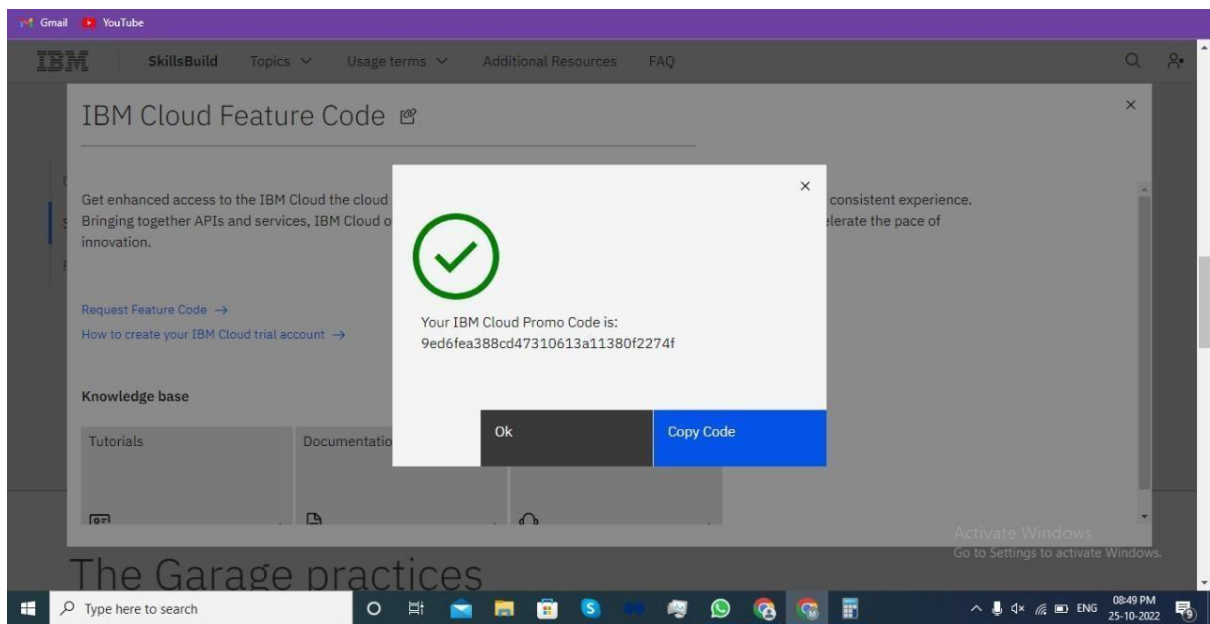 Gmail YouTube
IBM SkillsBuild Topics Usage terms Additional Resources FAQ
IBM Cloud Feature Code
Get enhanced access to the IBM Cloud the cloud consistent experience.
Bringing together APIs and services, IBM Cloud o elerate the pace of
innovation.
Request Feature Code →
How to create your IBM Cloud trial account →
Your IBM Cloud Promo Code is:
9ed6fea388cd47310613a11380f2274f
Ok Copy Code
Knowledge base
Tutorials Documentatio
Activate Windows
Go to Settings to activate Windows.
The Garage practices
Type here to search
ENG 08:49 PM
25-10-2022